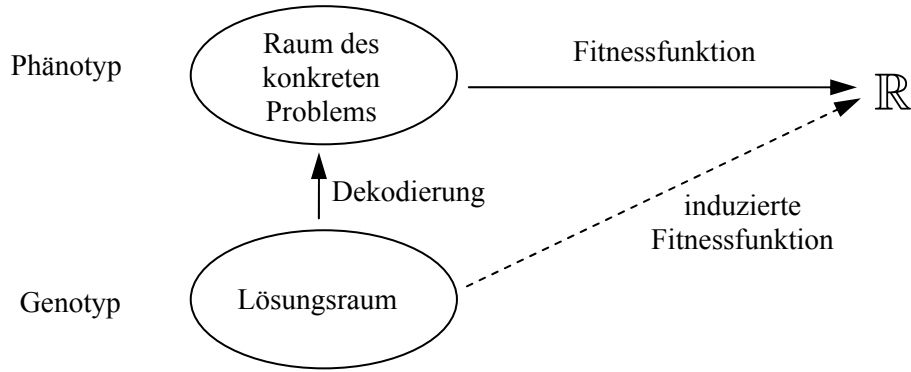 Phänotyp
Raum des
konkreten
Problems
Fitnessfunktion
ℝ
Dekodierung
induzierte
Fitnessfunktion
Genotyp
Lösungsraum